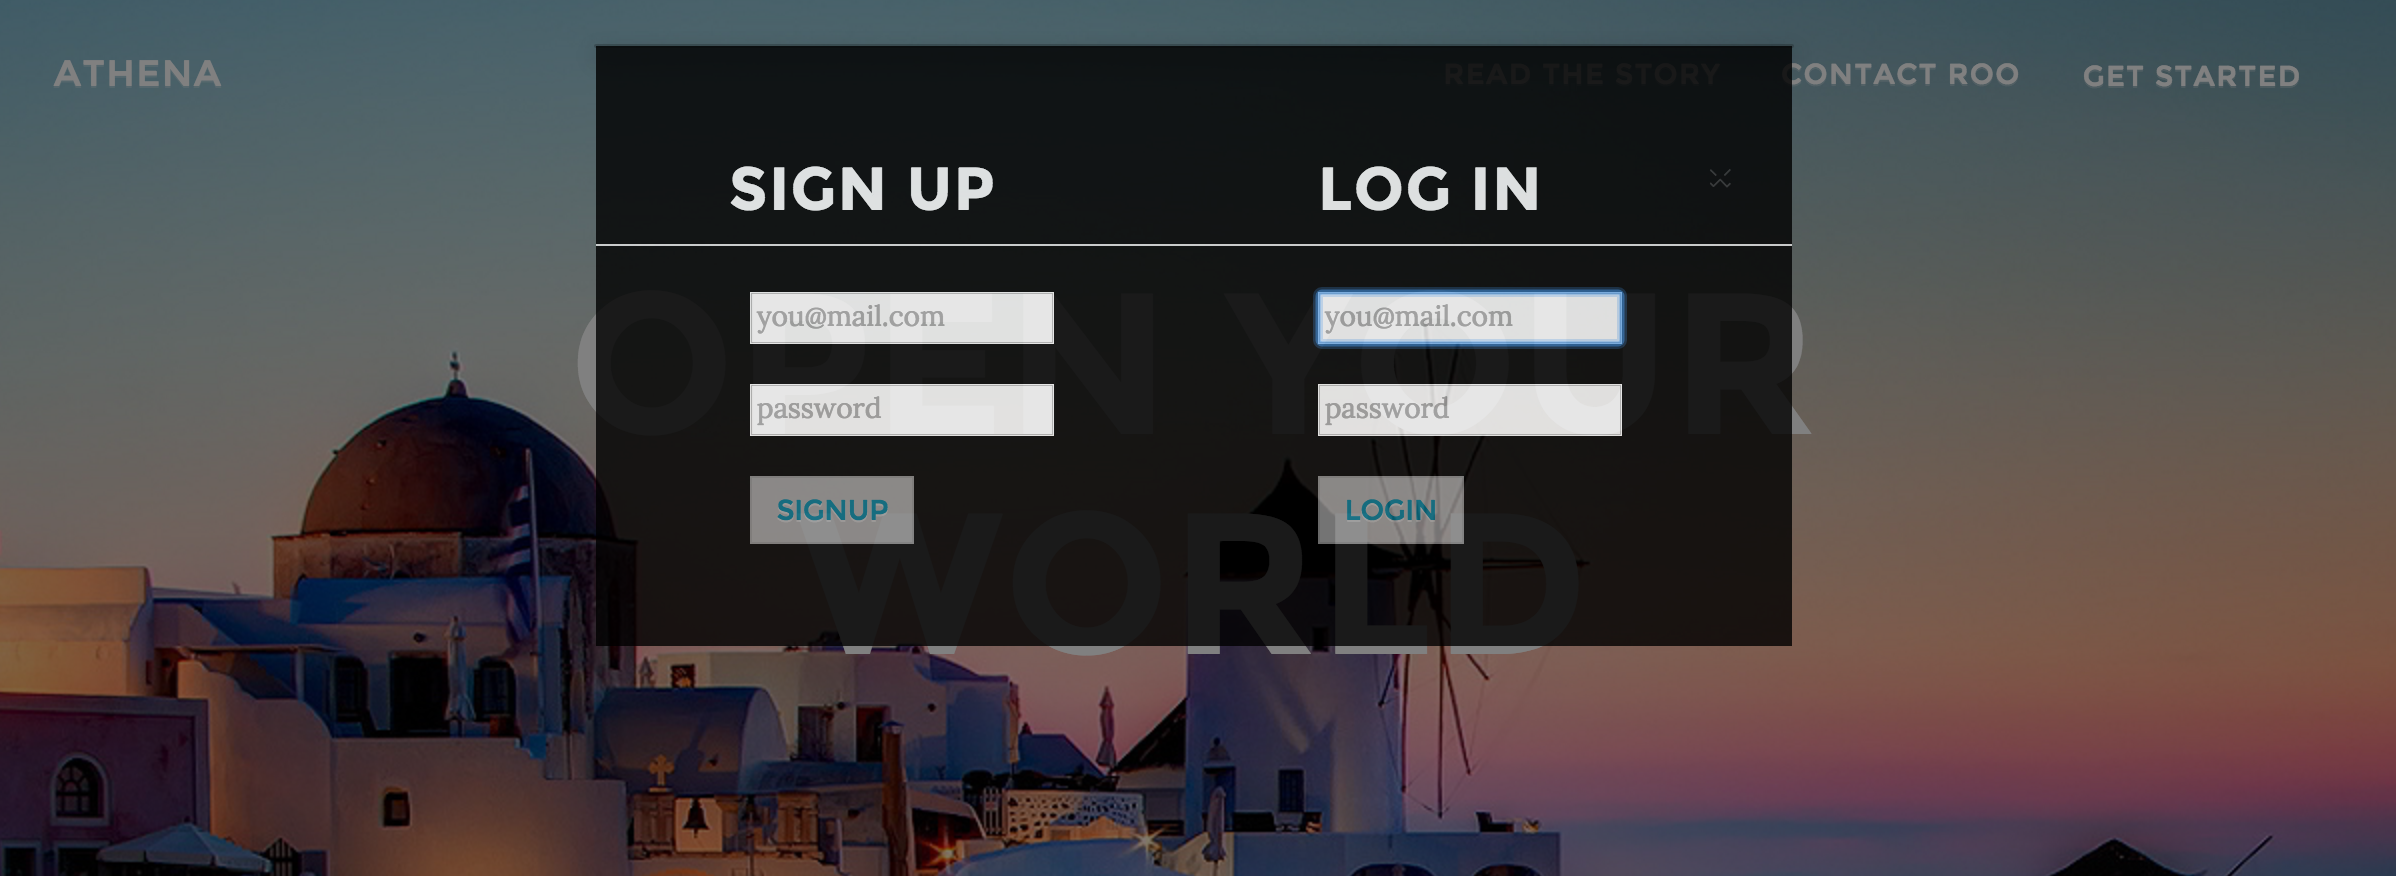 ATHENA READ THE STORY CONTACT ROO GET STARTED
SIGN UP LOG IN
OPEN YOUR
you@mail.com you@mail.com
password password
SIGNUP LOGIN
WORLD